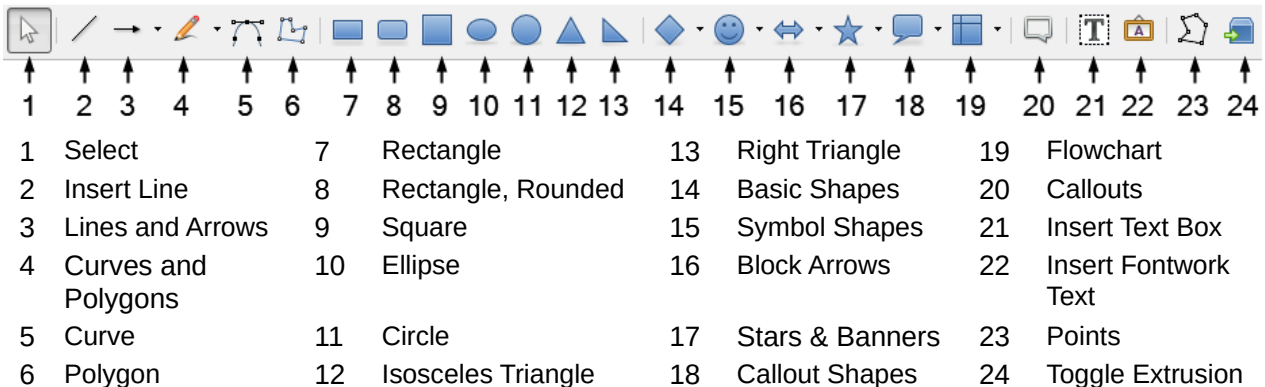 T A
1 2 3 4 5 6 7 8 9 10 11 12 13 14 15 16 17 18 19 20 21 22 23 24
1 Select 7 Rectangle 13 Right Triangle 19 Flowchart
2 Insert Line 8 Rectangle, Rounded 14 Basic Shapes 20 Callouts
3 Lines and Arrows 9 Square 15 Symbol Shapes 21 Insert Text Box
4 Curves and 10 Ellipse 16 Block Arrows 22 Insert Fontwork
Polygons Text
5 Curve 11 Circle 17 Stars & Banners 23 Points
6 Polygon 12 Isosceles Triangle 18 Callout Shapes 24 Toggle Extrusion